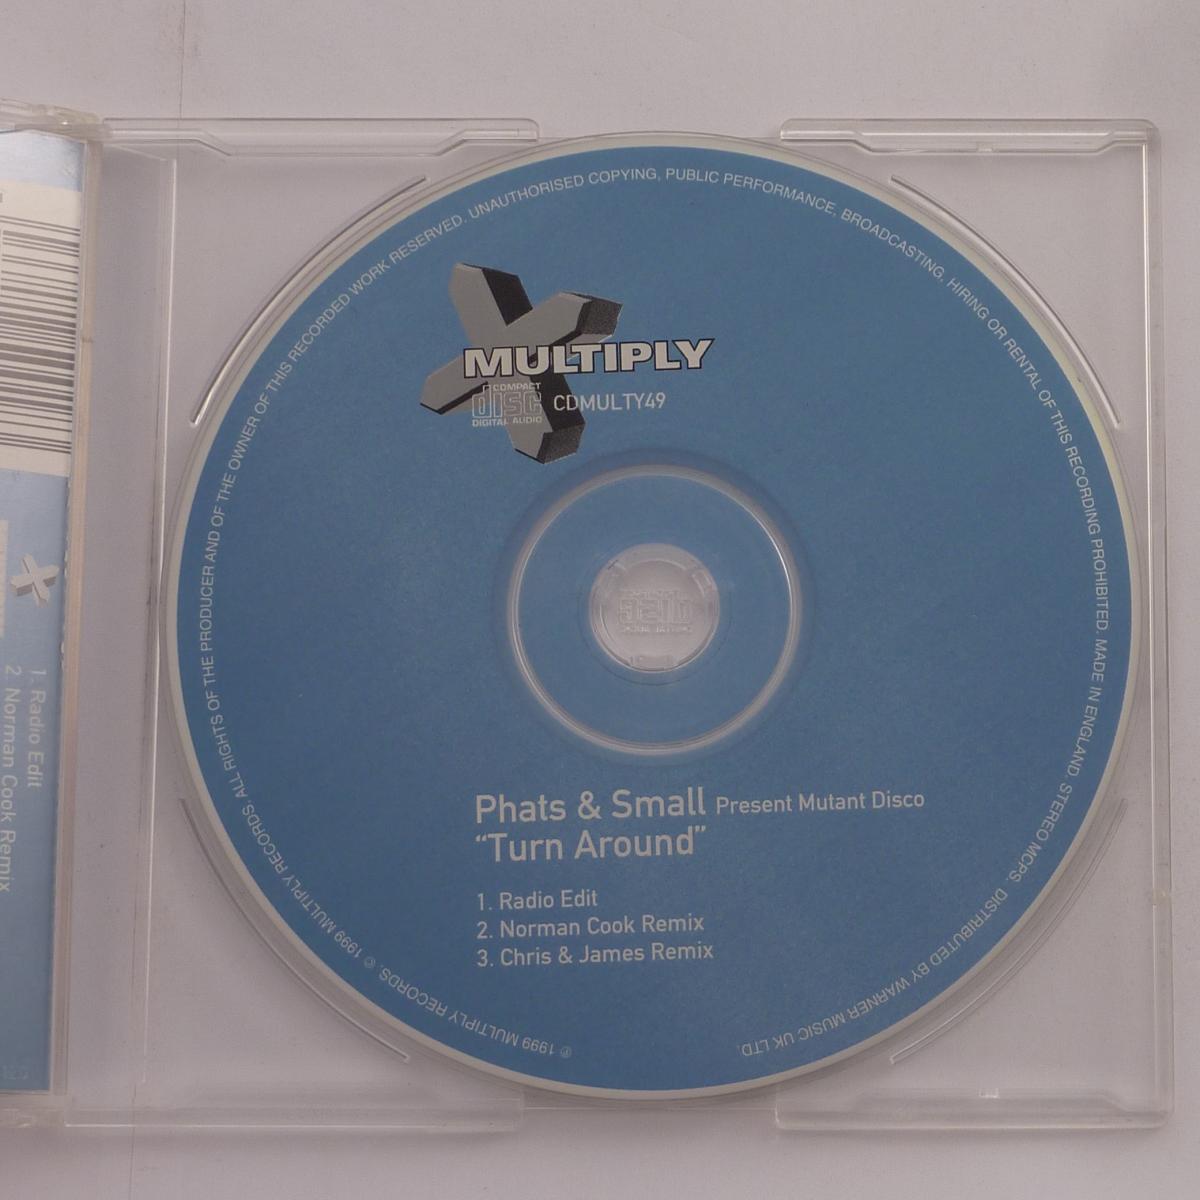 MULTIPLY
COMPACT
disc
DIGITAL AUDIO
CDMULTY49
Phats & Small Present Mutant Disco
“Turn Around”
1. Radio Edit
2. Norman Cook Remix
3. Chris & James Remix
℗ 1999 MULTIPLY RECORDS. © 1999 MULTIPLY RECORDS. ALL RIGHTS OF THE PRODUCER AND OF THE OWNER OF THIS RECORDED WORK RESERVED. UNAUTHORISED COPYING, PUBLIC PERFORMANCE, BROADCASTING, HIRING OR RENTAL OF THIS RECORDING PROHIBITED. MADE IN ENGLAND. STEREO MCPS. DISTRIBUTED BY WARNER MUSIC UK LTD.
1. Radio Edit
2. Norman Cook Remix